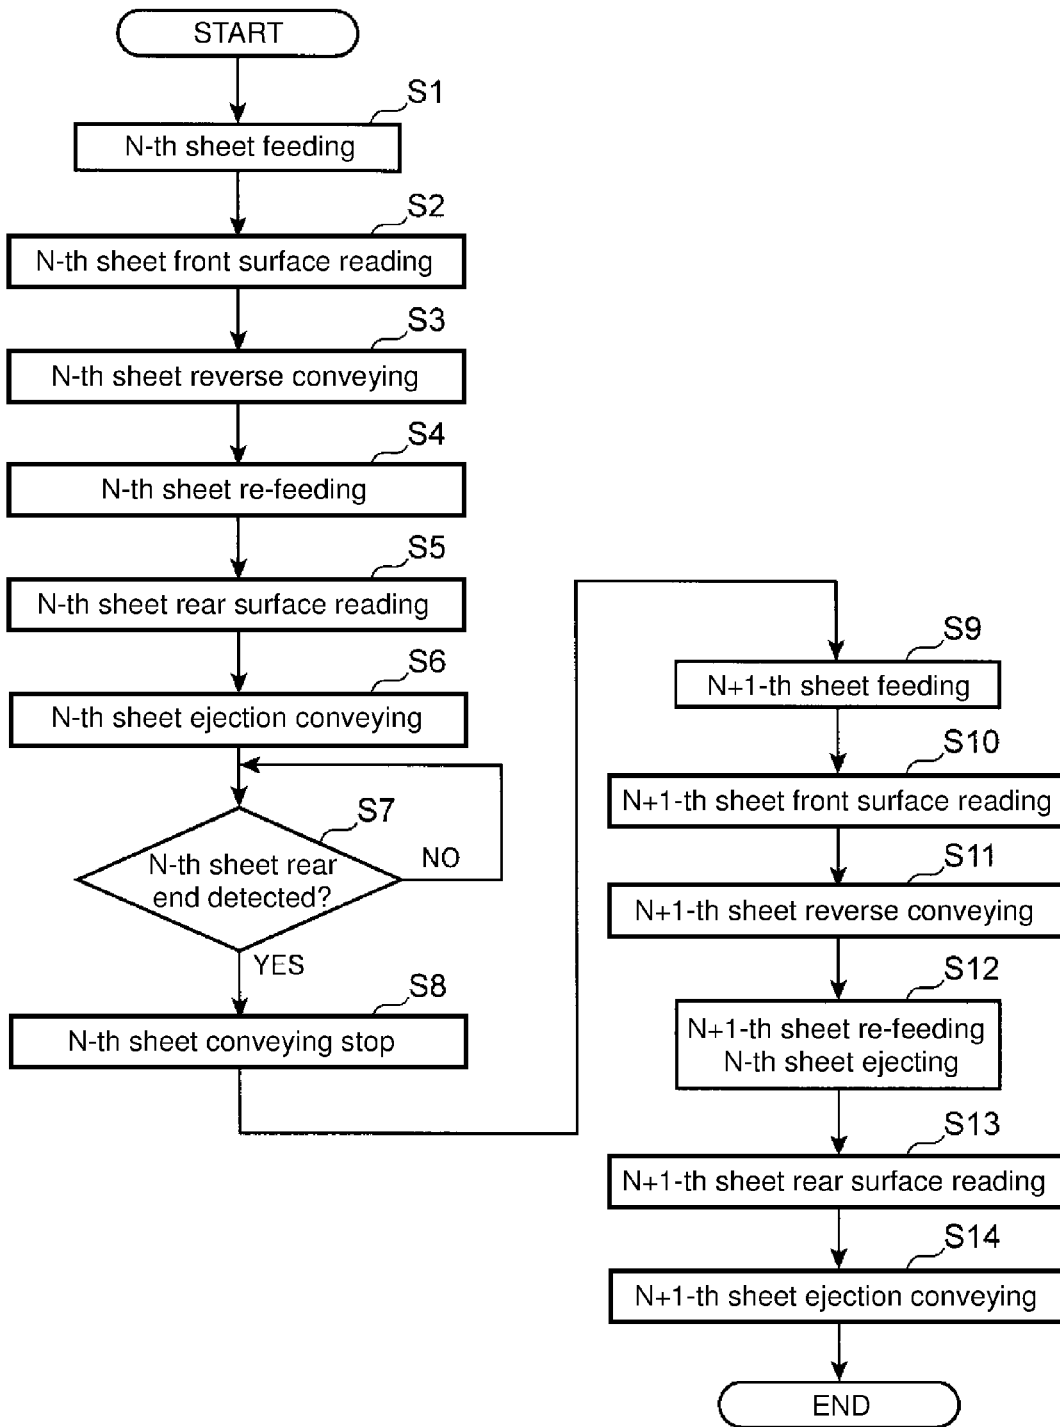 START
S1
N-th sheet feeding
S2
N-th sheet front surface reading
S3
N-th sheet reverse conveying
S4
N-th sheet re-feeding
S5
N-th sheet rear surface reading
S6
N-th sheet ejection conveying
S7
N-th sheet rear
end detected?
NO
YES
S8
N-th sheet conveying stop
S9
N+1-th sheet feeding
S10
N+1-th sheet front surface reading
S11
N+1-th sheet reverse conveying
S12
N+1-th sheet re-feeding
N-th sheet ejecting
S13
N+1-th sheet rear surface reading
S14
N+1-th sheet ejection conveying
END